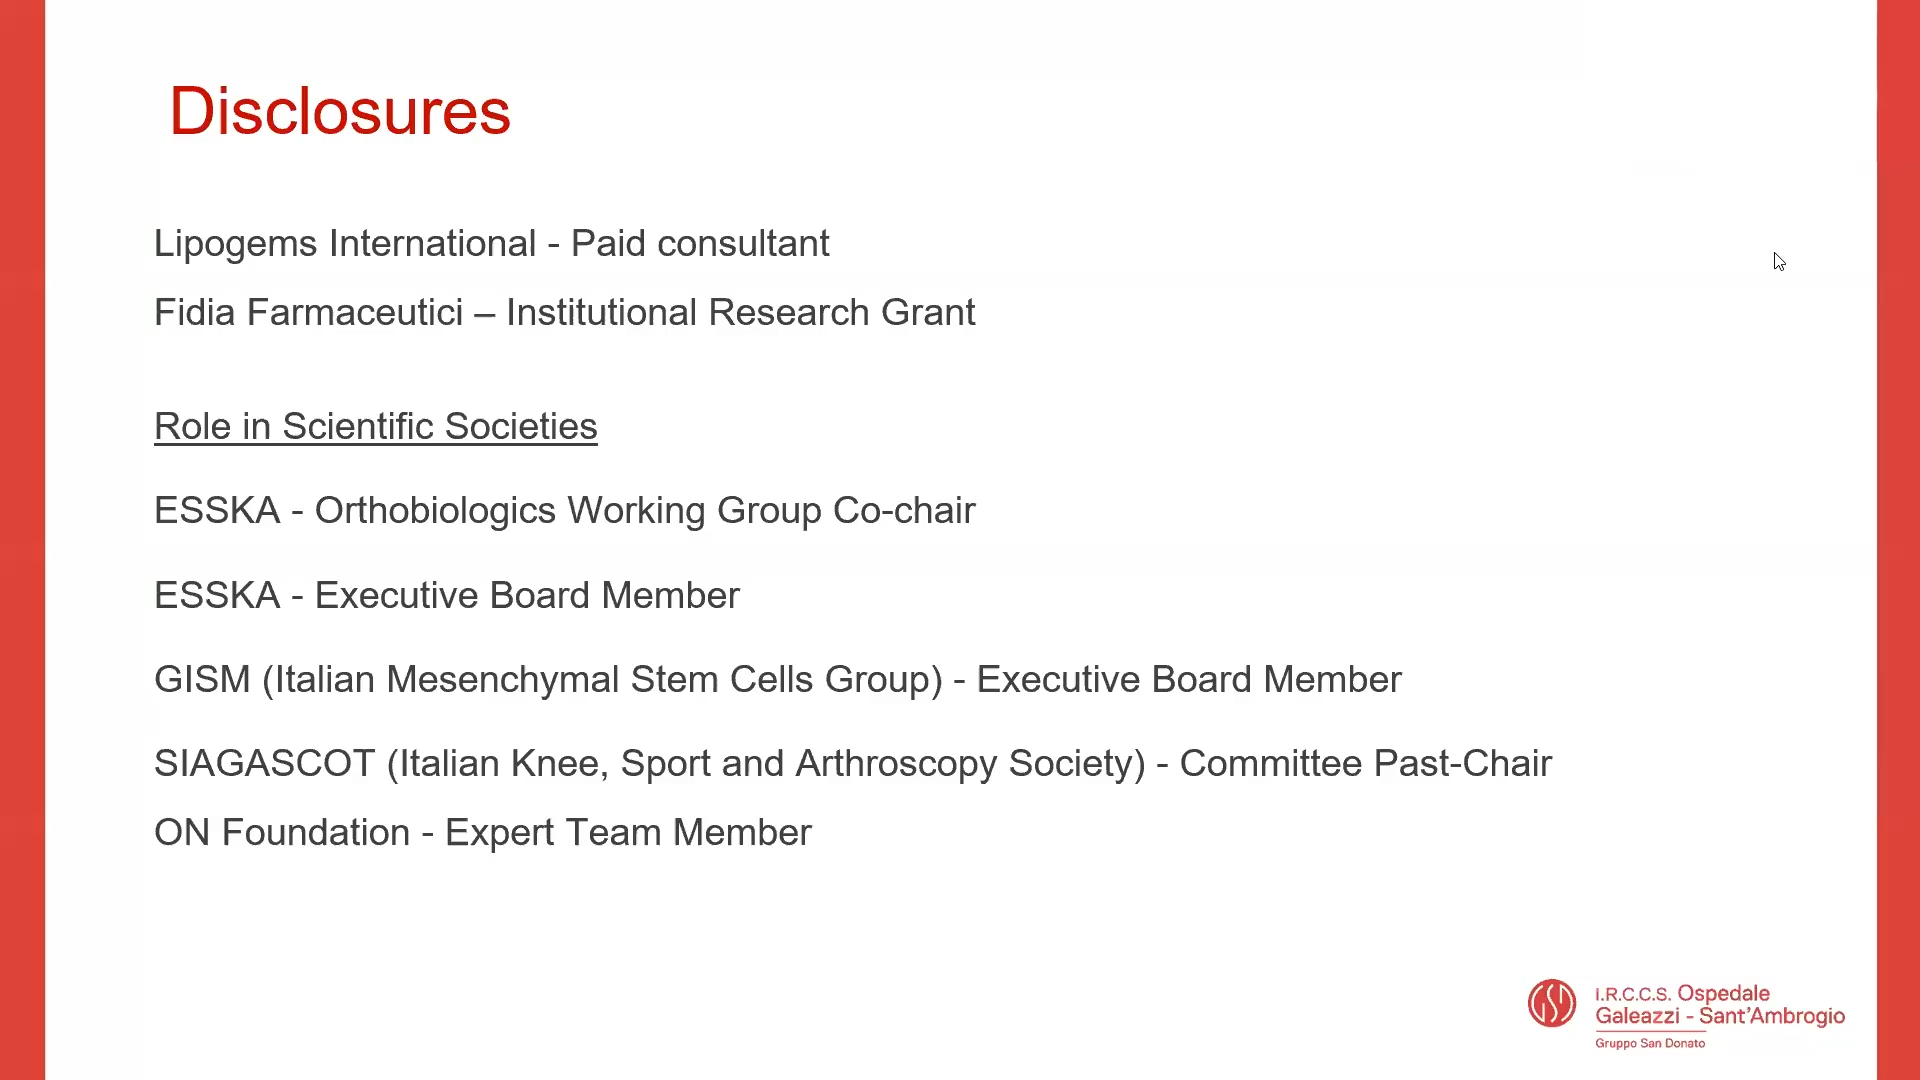 Disclosures
Lipogems International - Paid consultant
Fidia Farmaceutici – Institutional Research Grant
Role in Scientific Societies
ESSKA - Orthobiologics Working Group Co-chair
ESSKA - Executive Board Member
GISM (Italian Mesenchymal Stem Cells Group) - Executive Board Member
SIAGASCOT (Italian Knee, Sport and Arthroscopy Society) - Committee Past-Chair
ON Foundation - Expert Team Member
GSD
I.R.C.C.S. Ospedale
Galeazzi - Sant'Ambrogio
Gruppo San Donato